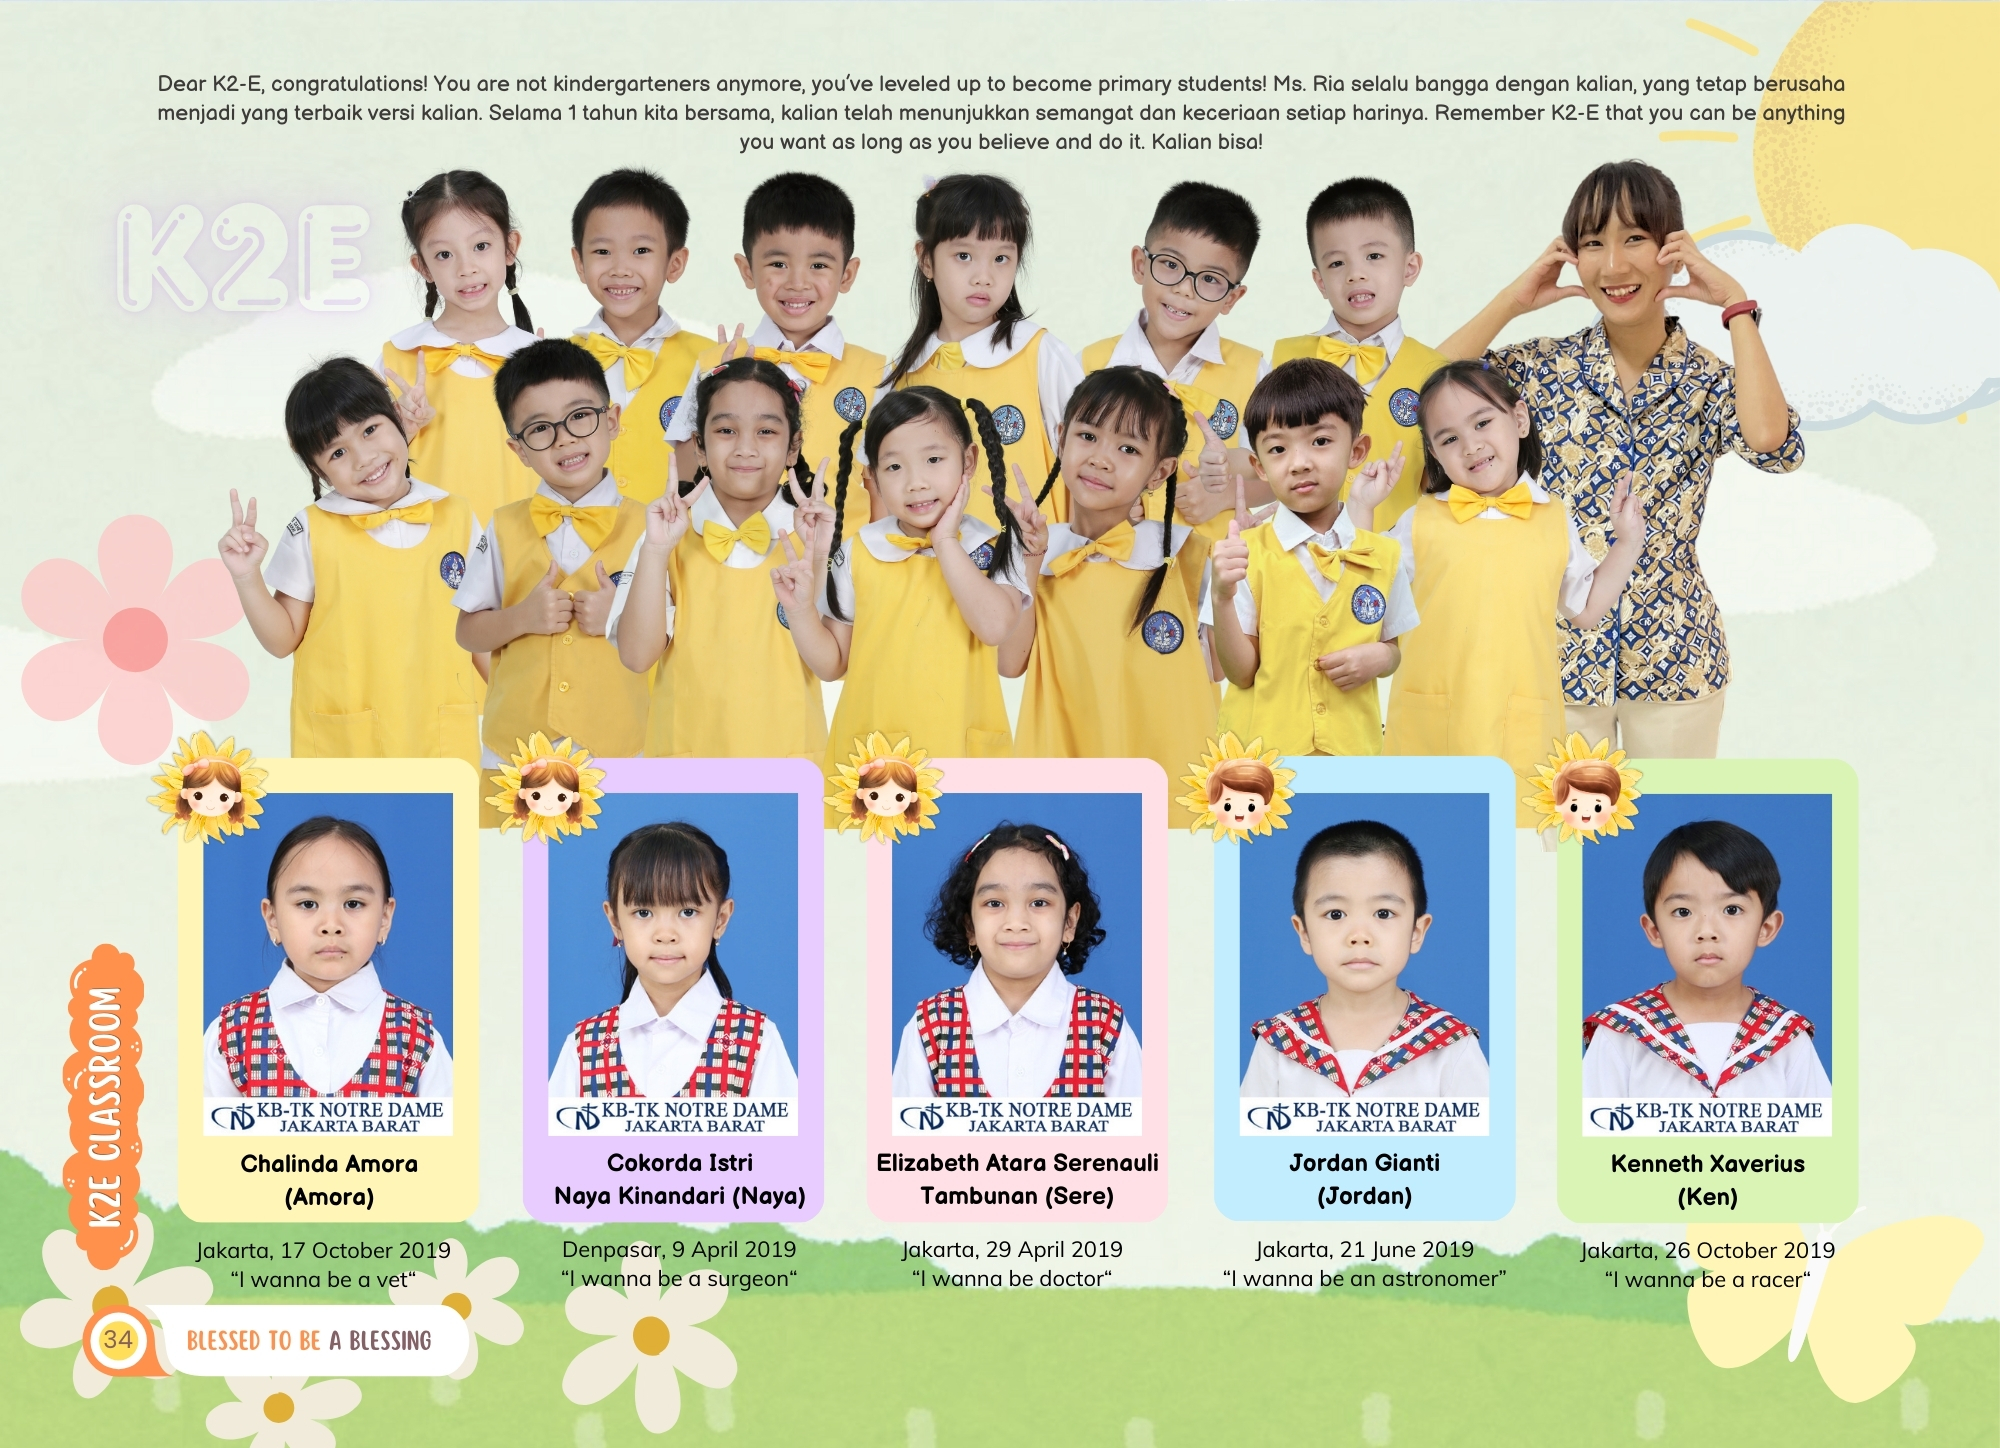 Dear K2-E, congratulations! You are not kindergarteners anymore, you've leveled up to become primary students! Ms. Ria selalu bangga dengan kalian, yang tetap berusaha
menjadi yang terbaik versi kalian. Selama 1 tahun kita bersama, kalian telah menunjukkan semangat dan keceriaan setiap harinya. Remember K2-E that you can be anything
you want as long as you believe and do it. Kalian bisa!
K2E
KB-TK NOTRE DAME
JAKARTA BARAT
Chalinda Amora
(Amora)
Jakarta, 17 October 2019
“I wanna be a vet“
KB-TK NOTRE DAME
JAKARTA BARAT
Cokorda Istri
Naya Kinandari (Naya)
Denpasar, 9 April 2019
“I wanna be a surgeon“
KB-TK NOTRE DAME
JAKARTA BARAT
Elizabeth Atara Serenauli
Tambunan (Sere)
Jakarta, 29 April 2019
“I wanna be doctor“
KB-TK NOTRE DAME
JAKARTA BARAT
Jordan Gianti
(Jordan)
Jakarta, 21 June 2019
“I wanna be an astronomer”
KB-TK NOTRE DAME
JAKARTA BARAT
Kenneth Xaverius
(Ken)
Jakarta, 26 October 2019
“I wanna be a racer“
K2E CLASSROOM
34
BLESSED TO BE A BLESSING